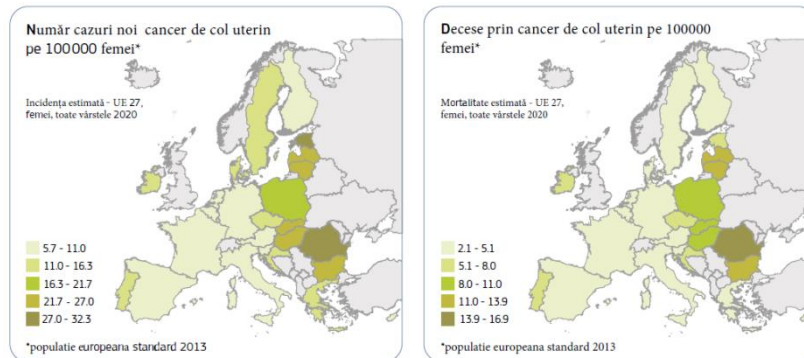 Număr cazuri noi cancer de col uterin
pe 100000 femei*
Incidența estimată - UE 27,
femei, toate vârstele 2020
5.7 - 11.0
11.0 - 16.3
16.3 - 21.7
21.7 - 27.0
27.0 - 32.3
*populatie europeana standard 2013
Decese prin cancer de col uterin pe 100000
femei*
Mortalitate estimată - UE 27,
femei, toate vârstele 2020
2.1 - 5.1
5.1 - 8.0
8.0 - 11.0
11.0 - 13.9
13.9 - 16.9
*populatie europeana standard 2013